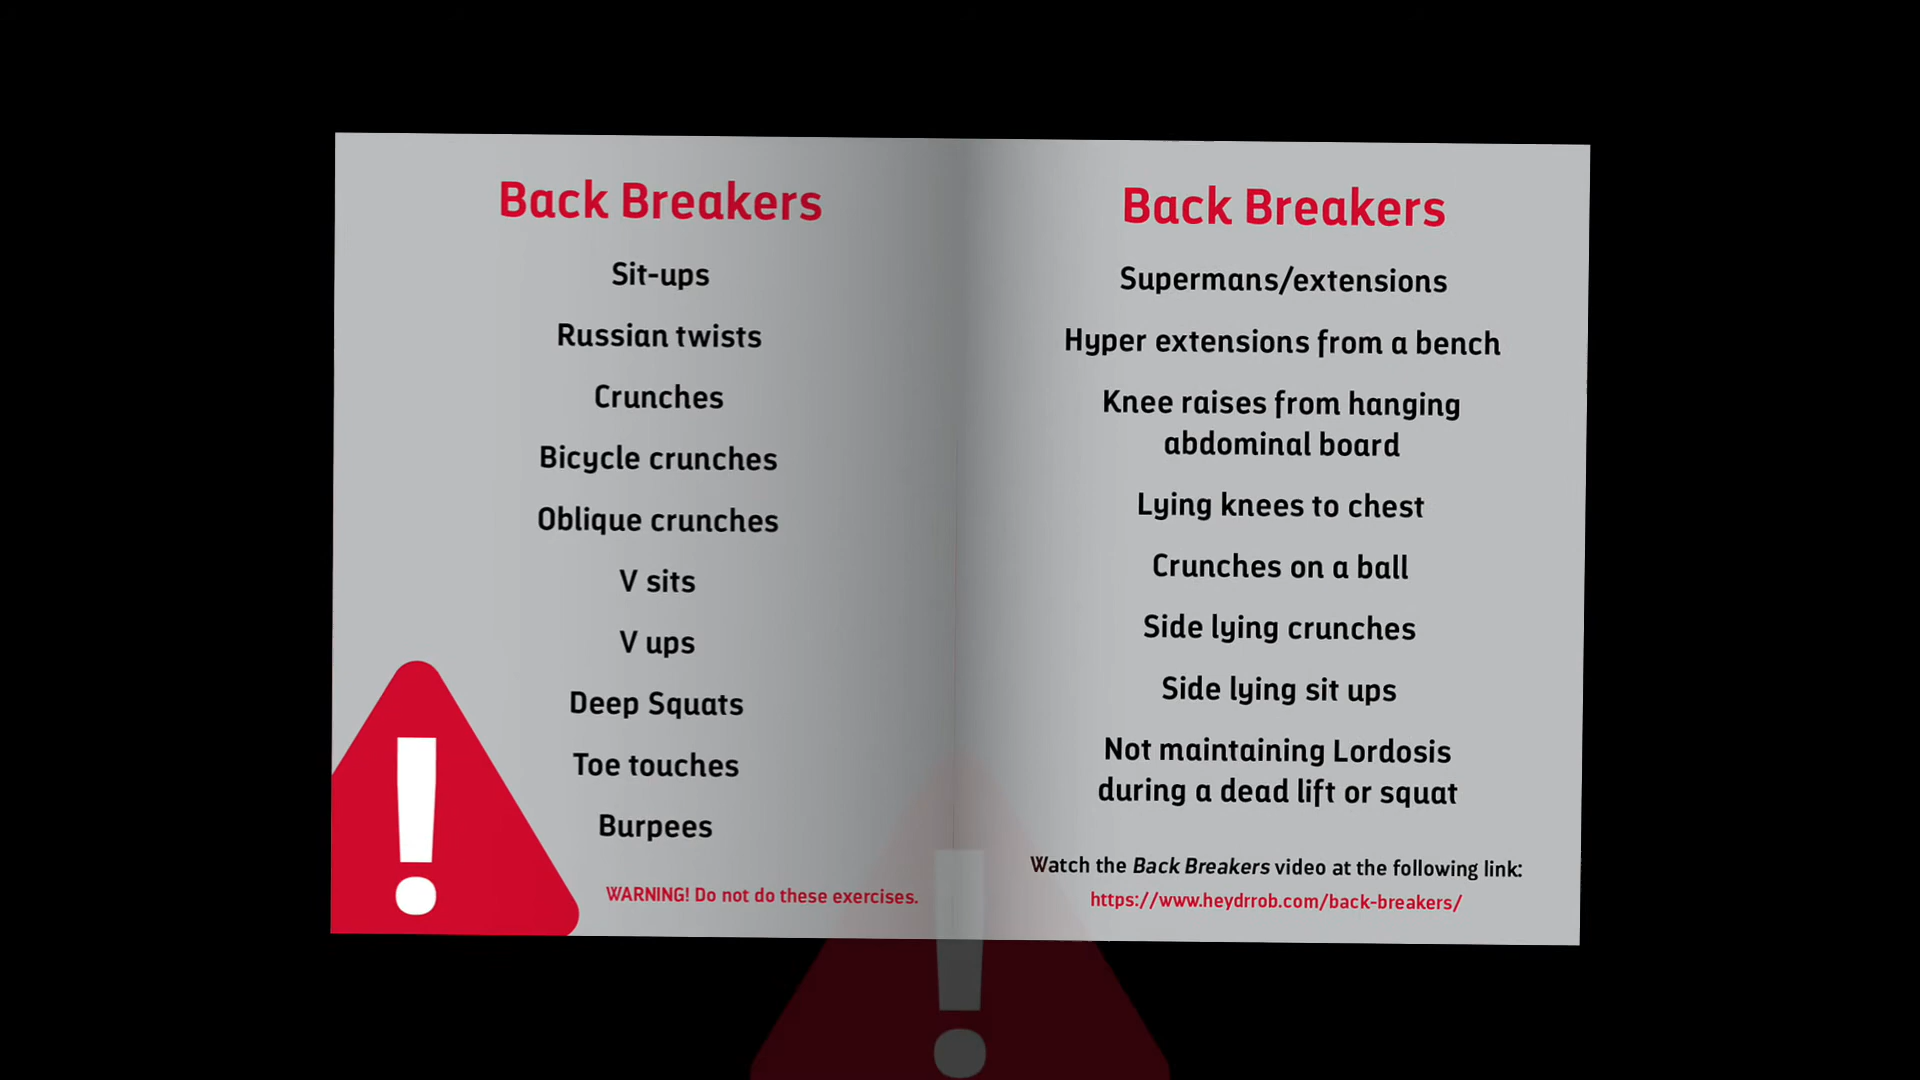 Back Breakers
Sit-ups
Russian twists
Crunches
Bicycle crunches
Oblique crunches
V sits
V ups
Deep Squats
Toe touches
Burpees
WARNING! Do not do these exercises.
Back Breakers
Supermans/extensions
Hyper extensions from a bench
Knee raises from hanging
abdominal board
Lying knees to chest
Crunches on a ball
Side lying crunches
Side lying sit ups
Not maintaining Lordosis
during a dead lift or squat
Watch the Back Breakers video at the following link:
https://www.heydrrob.com/back-breakers/